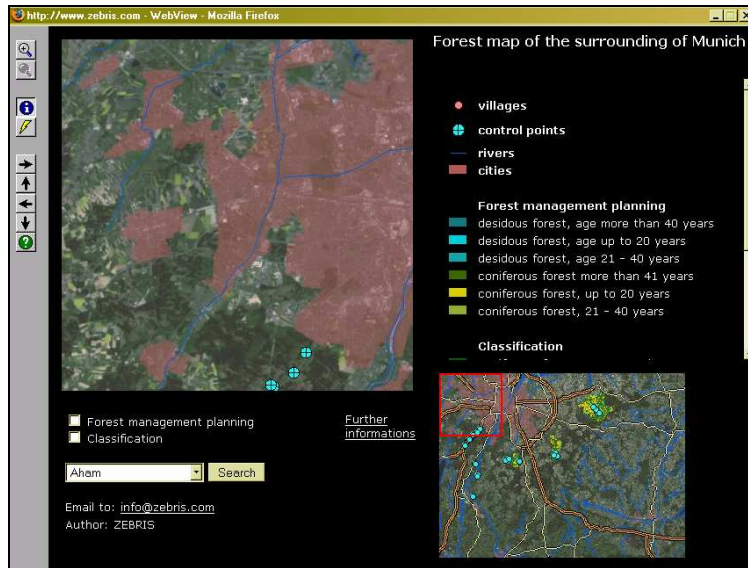 http://www.zebris.com - WebView - Mozilla Firefox
Forest map of the surrounding of Munich
villages
control points
rivers
cities
Forest management planning
desidous forest, age more than 40 years
desidous forest, age up to 20 years
desidous forest, age 21 - 40 years
coniferous forest more than 41 years
coniferous forest, up to 20 years
coniferous forest, 21 - 40 years
Classification
Forest management planning
Classification
Further
informations
Aham
Search
Email to: info@zebris.com
Author: ZEBRIS